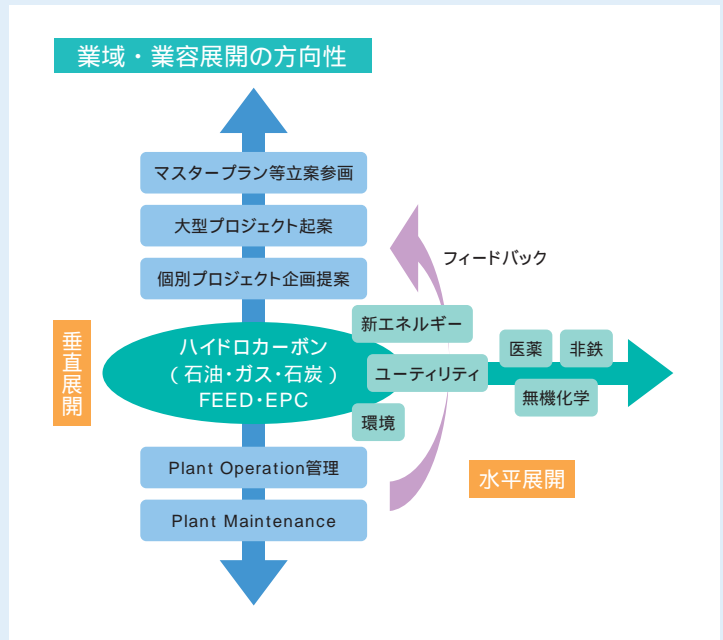 業域・業容展開の方向性
マスタープラン等立案参画
大型プロジェクト起案
個別プロジェクト企画提案
フィードバック
垂直展開
ハイドロカーボン
(石油・ガス・石炭)
FEED・EPC
新エネルギー
ユーティリティ
環境
医薬
非鉄
無機化学
Plant Operation管理
Plant Maintenance
水平展開